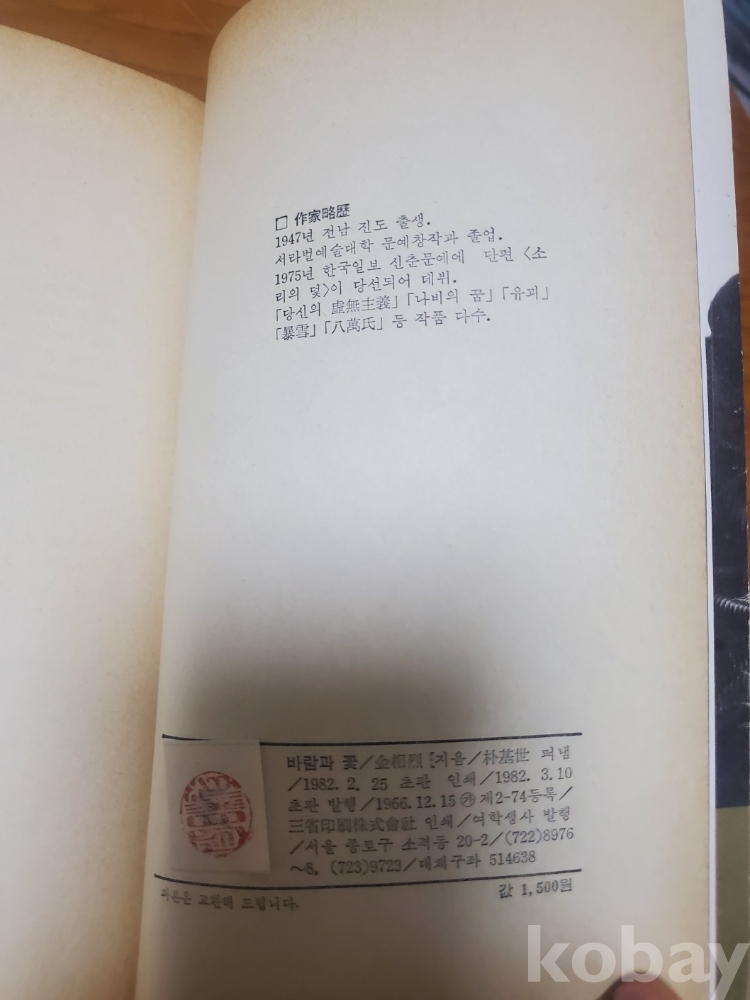 □ 作家略歷
1947년 전남 진도 출생.
서라벌예술대학 문예창작과 졸업.
1975년 한국일보 신춘문예에 단편 〈소
리의 덫〉이 당선되어 데뷔.
「당신의 虛無主義」「나비의 꿈」「유괴」
「暴雪」「八萬氏」 등 작품 다수.
바람과 꽃/金相烈 지음/朴基世 펴냄
/1982. 2. 25 초판 인쇄/1982. 3.10
초판 발행/1966.12.15 ㉮ 제2-74등록/
三省印刷株式會社 인쇄/여학생사 발행
/서울 종로구 소격동 20-2/(722)8976
~8, (723)9723/대체구좌 514638
파본은 교환해 드립니다.
값 1,500원
kobay